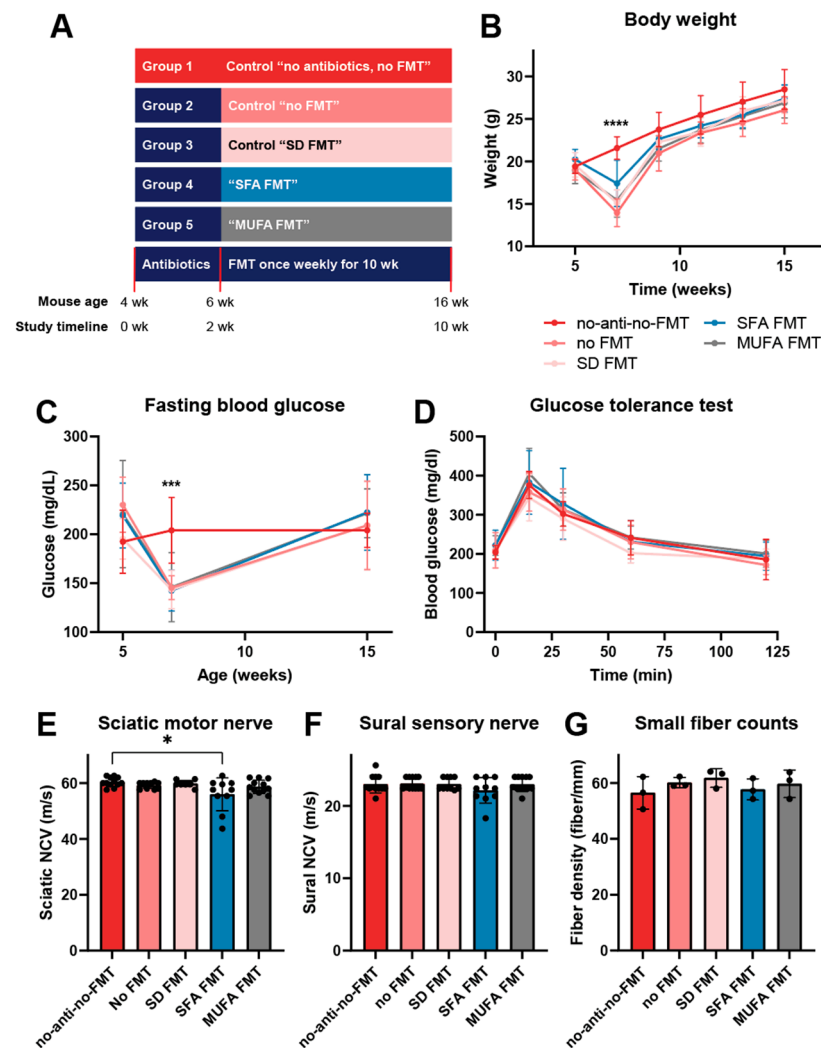 A
Group 1 Control “no antibiotics, no FMT”
Group 2 Control “no FMT”
Group 3 Control “SD FMT”
Group 4 “SFA FMT”
Group 5 “MUFA FMT”
Antibiotics FMT once weekly for 10 wk
Mouse age 4 wk 6 wk 16 wk
Study timeline 0 wk 2 wk 10 wk
B Body weight
Weight (g)
30
25
20
15
10
****
5 10 15
Time (weeks)
no-anti-no-FMT SFA FMT
no FMT MUFA FMT
SD FMT
C Fasting blood glucose
Glucose (mg/dL)
300
250
200
150
100
***
5 10 15
Age (weeks)
D Glucose tolerance test
Blood glucose (mg/dl)
500
400
300
200
100
0
0 25 50 75 100 125
Time (min)
E Sciatic motor nerve
Sciatic NCV (m/s)
60
40
20
0
*
no-anti-no-FMT
No FMT
SD FMT
SFA FMT
MUFA FMT
F Sural sensory nerve
Sural NCV (m/s)
20
10
0
no-anti-no-FMT
no FMT
SD FMT
SFA FMT
MUFA FMT
G Small fiber counts
Fiber density (fiber/mm)
60
40
20
0
no-anti-no-FMT
no FMT
SD FMT
SFA FMT
MUFA FMT